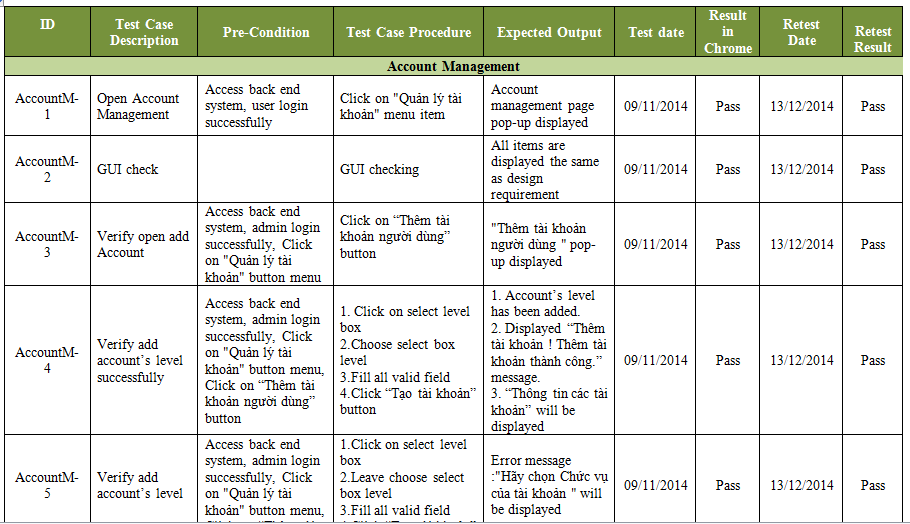 ID
Test Case
Description
Pre-Condition
Test Case Procedure
Expected Output
Test date
Result
in
Chrome
Retest
Date
Retest
Result
Account Management
AccountM-
1
Open Account
Management
Access back end
system, user login
successfully
Click on "Quản lý tài
khoản" menu item
Account
management page
pop-up displayed
09/11/2014
Pass
13/12/2014
Pass
AccountM-
2
GUI check
GUI checking
All items are
displayed the same
as design
requirement
09/11/2014
Pass
13/12/2014
Pass
AccountM-
3
Verify open add
Account
Access back end
system, admin login
successfully, Click
on "Quản lý tài
khoản" button menu
Click on “Thêm tài
khoản người dùng”
button
"Thêm tài khoản
người dùng " pop-
up displayed
09/11/2014
Pass
13/12/2014
Pass
AccountM-
4
Verify add
account’s level
successfully
Access back end
system, admin login
successfully, Click
on "Quản lý tài
khoản" button menu,
Click on “Thêm tài
khoản người dùng”
button
1. Click on select level
box
2.Choose select box
level
3.Fill all valid field
4.Click “Tạo tài khoản”
button
1. Account’s level
has been added.
2. Displayed “Thêm
tài khoản ! Thêm tài
khoản thành công.”
message.
3. “Thông tin các tài
khoản” will be
displayed
09/11/2014
Pass
13/12/2014
Pass
AccountM-
5
Verify add
account’s level
Access back end
system, admin login
successfully, Click
on "Quản lý tài
khoản" button menu,
1.Click on select level
box
2.Leave choose select
box level
3.Fill all valid field
Error message
:"Hãy chọn Chức vụ
của tài khoản " will
be displayed
09/11/2014
Pass
13/12/2014
Pass